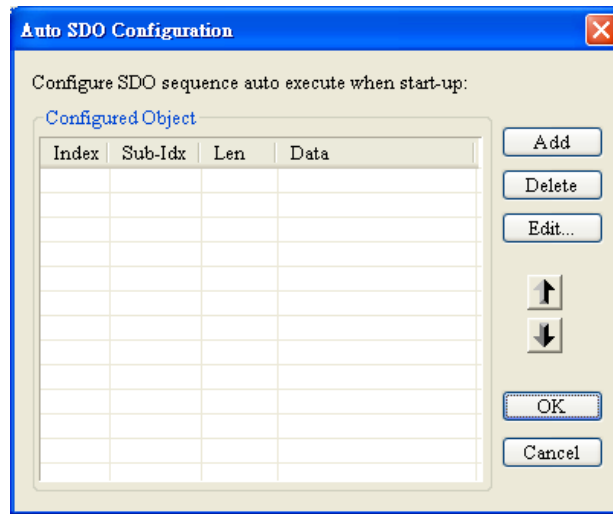 Auto SDO Configuration
Configure SDO sequence auto execute when start-up:
Configured Object
Index Sub-Idx Len Data
Add
Delete
Edit...
OK
Cancel